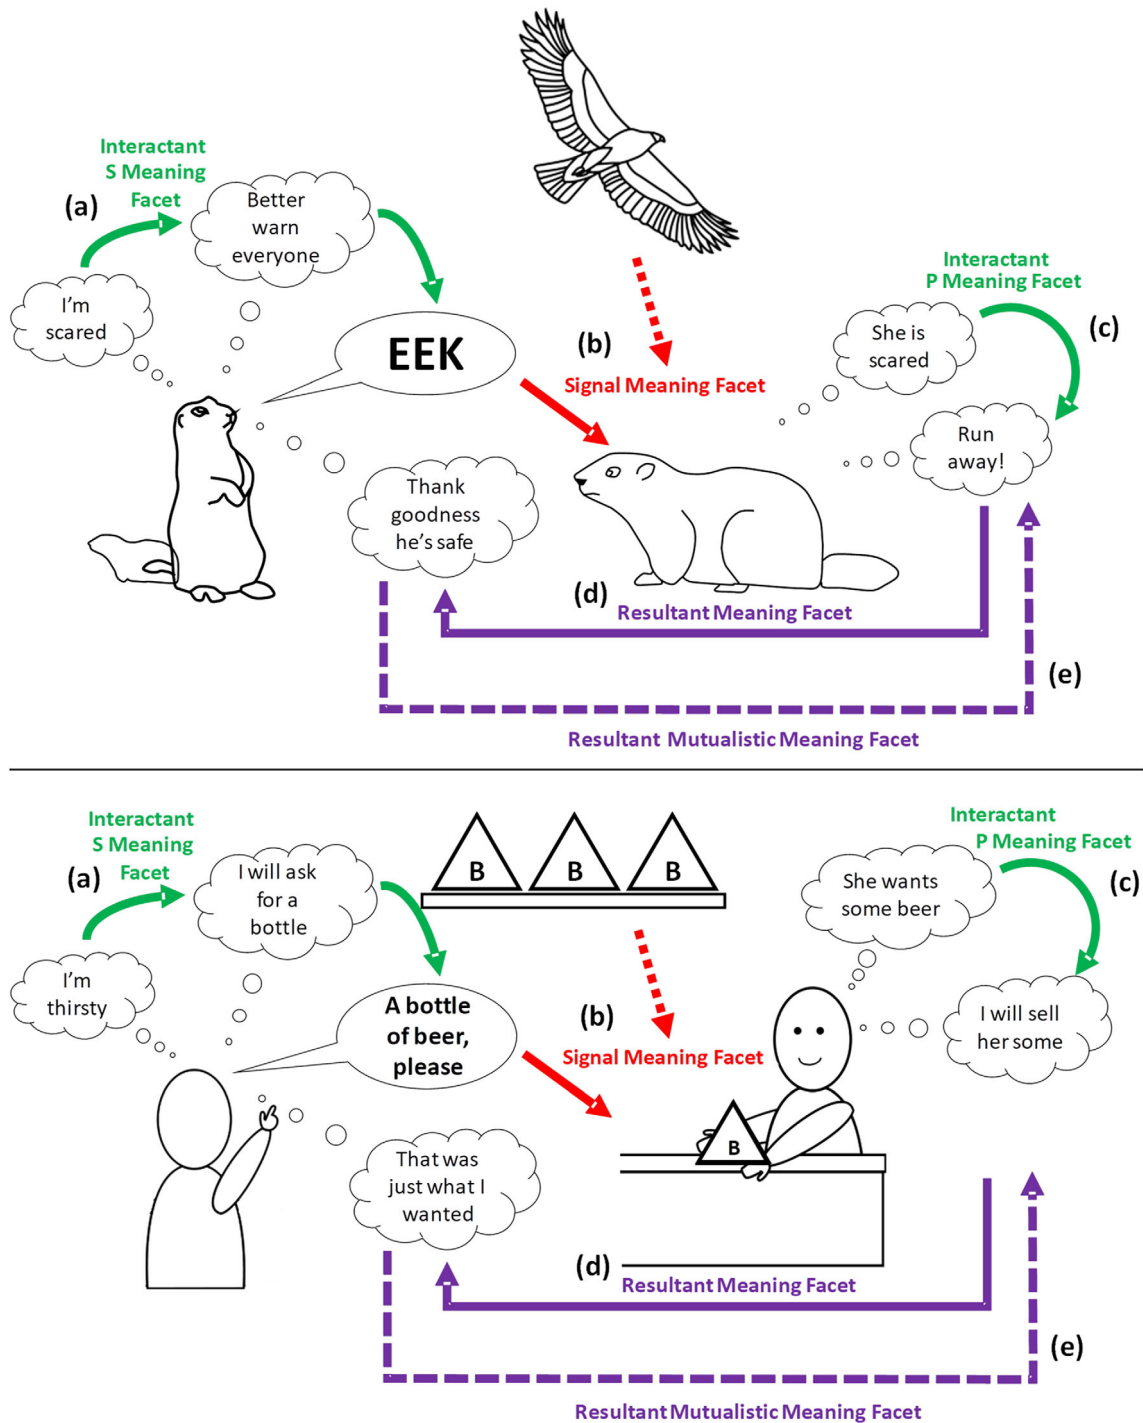 Interactant
S Meaning
Facet
(a)
Better
warn
everyone
I'm
scared
EEK
(b)
Signal Meaning Facet
Interactant
P Meaning Facet
(c)
She is
scared
Run
away!
Thank
goodness
he's safe
(d)
Resultant Meaning Facet
(e)
Resultant Mutualistic Meaning Facet
Interactant
S Meaning
Facet
(a)
I will ask
for a
bottle
I'm
thirsty
B B B
A bottle
of beer,
please
(b)
Signal Meaning Facet
Interactant
P Meaning Facet
(c)
She wants
some beer
I will sell
her some
B
That was
just what I
wanted
(d)
Resultant Meaning Facet
(e)
Resultant Mutualistic Meaning Facet